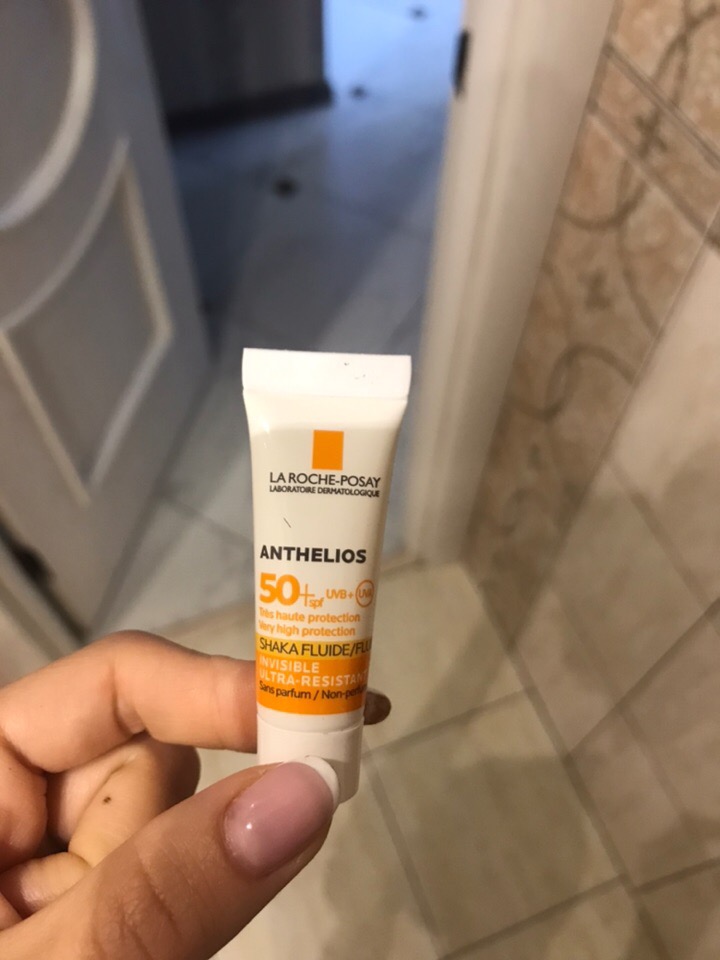 LA ROCHE-POSAY
LABORATOIRE DERMATOLOGIQUE
ANTHELIOS
50+ spf UVB + UVA
Très haute protection
Very high protection
SHAKA FLUIDE/FLU
INVISIBLE
ULTRA-RESISTAN
Sans parfum / Non-perfu